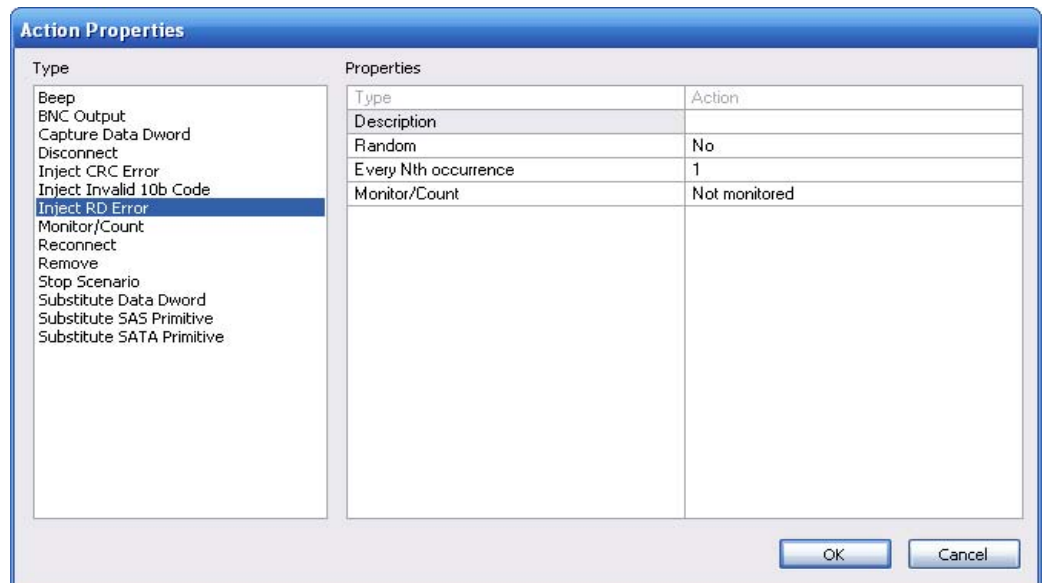 Action Properties
Type
Beep
BNC Output
Capture Data Dword
Disconnect
Inject CRC Error
Inject Invalid 10b Code
Inject RD Error
Monitor/Count
Reconnect
Remove
Stop Scenario
Substitute Data Dword
Substitute SAS Primitive
Substitute SATA Primitive
Properties
Type Action
Description
Random No
Every Nth occurrence 1
Monitor/Count Not monitored
OK Cancel